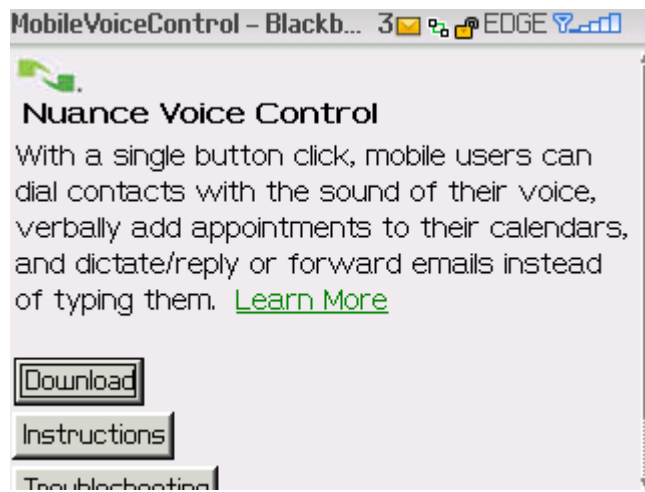 MobileVoiceControl – Blackb... 3 EDGE
Nuance Voice Control
With a single button click, mobile users can
dial contacts with the sound of their voice,
verbally add appointments to their calendars,
and dictate/reply or forward emails instead
of typing them. Learn More
Download
Instructions
Troubleshooting